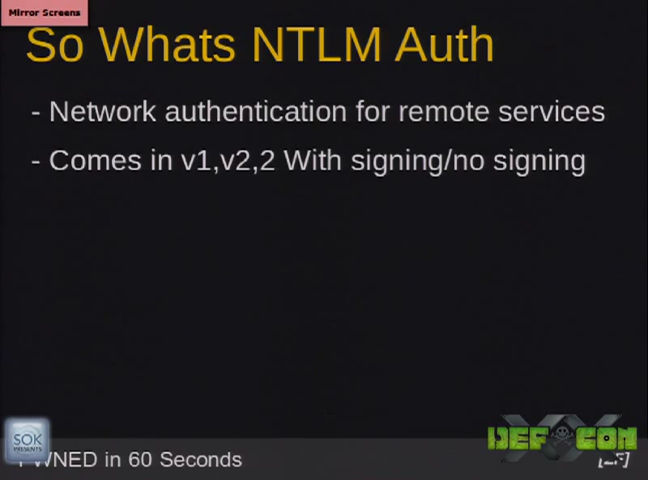 Mirror Screens
So Whats NTLM Auth
- Network authentication for remote services
- Comes in v1,v2,2 With signing/no signing
SOK
PRESENTS
DEF CON
WNED in 60 Seconds